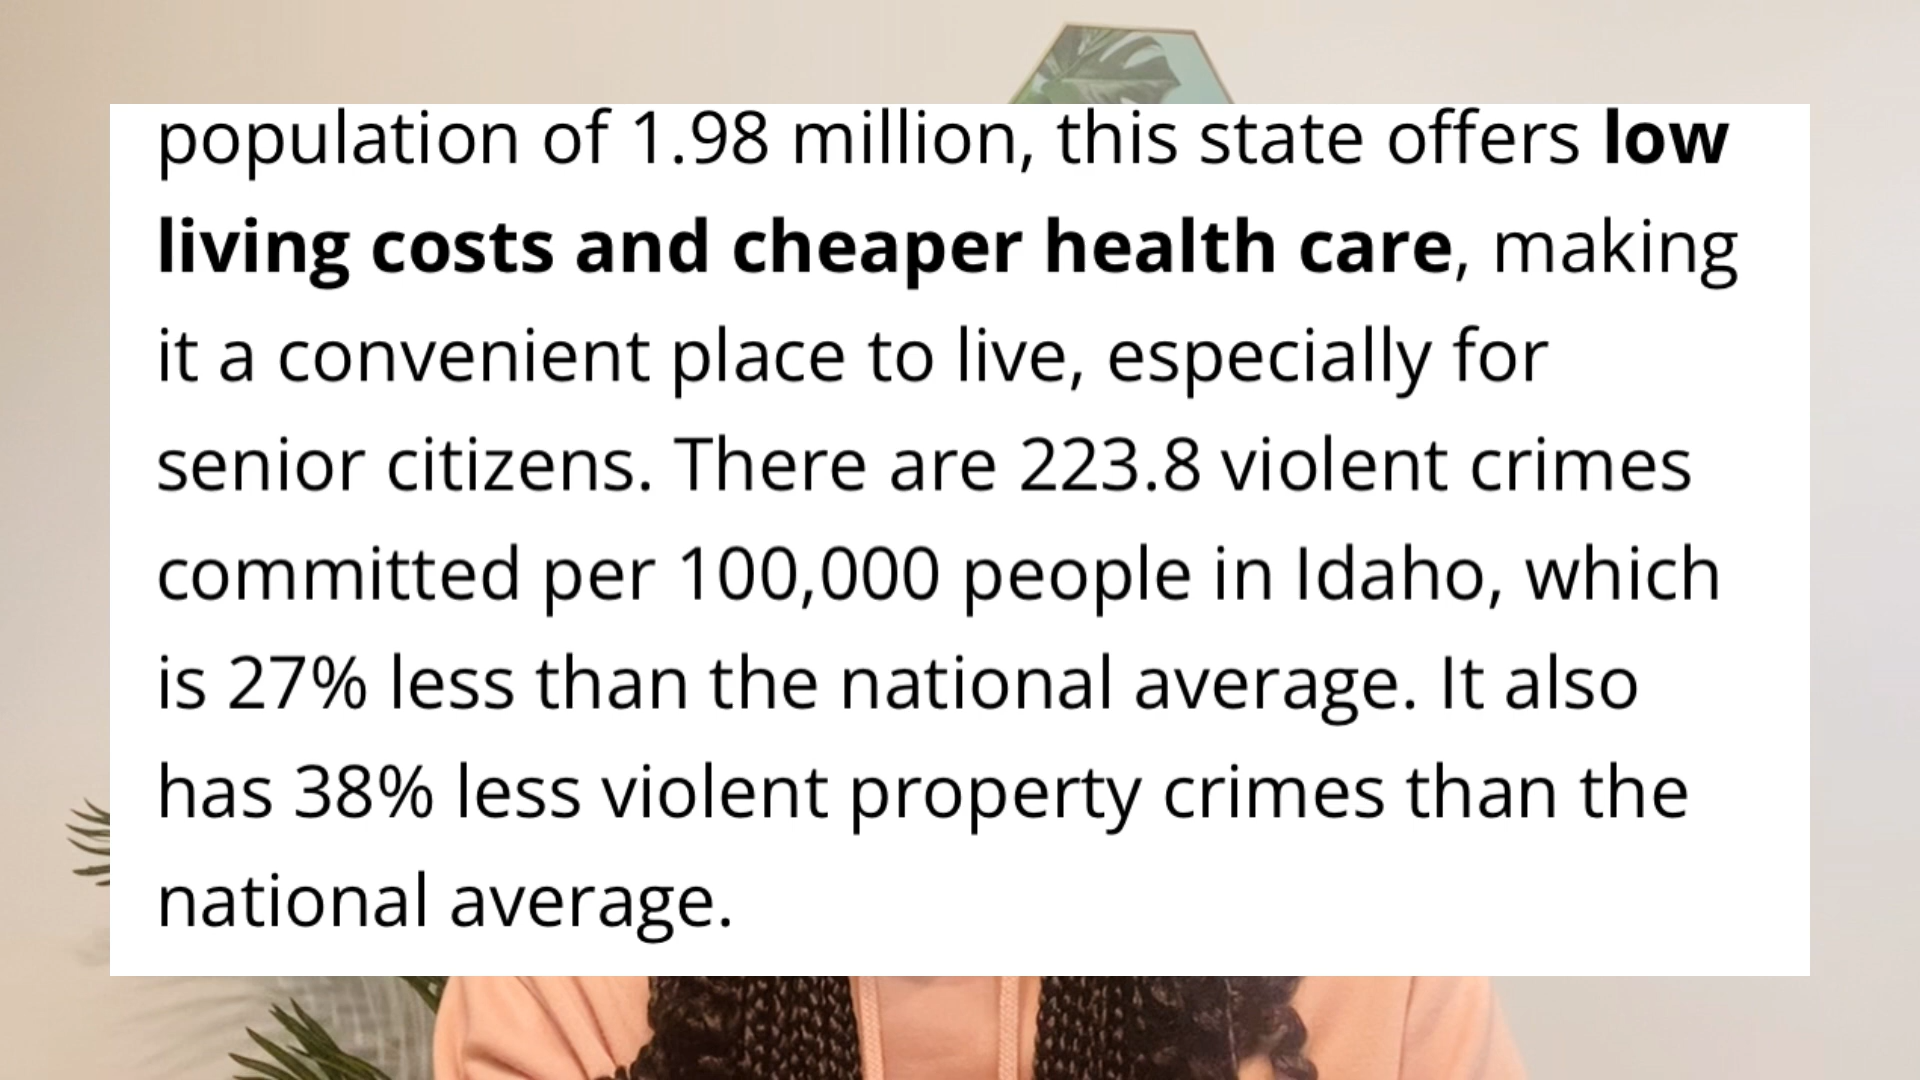 population of 1.98 million, this state offers low
living costs and cheaper health care, making
it a convenient place to live, especially for
senior citizens. There are 223.8 violent crimes
committed per 100,000 people in Idaho, which
is 27% less than the national average. It also
has 38% less violent property crimes than the
national average.